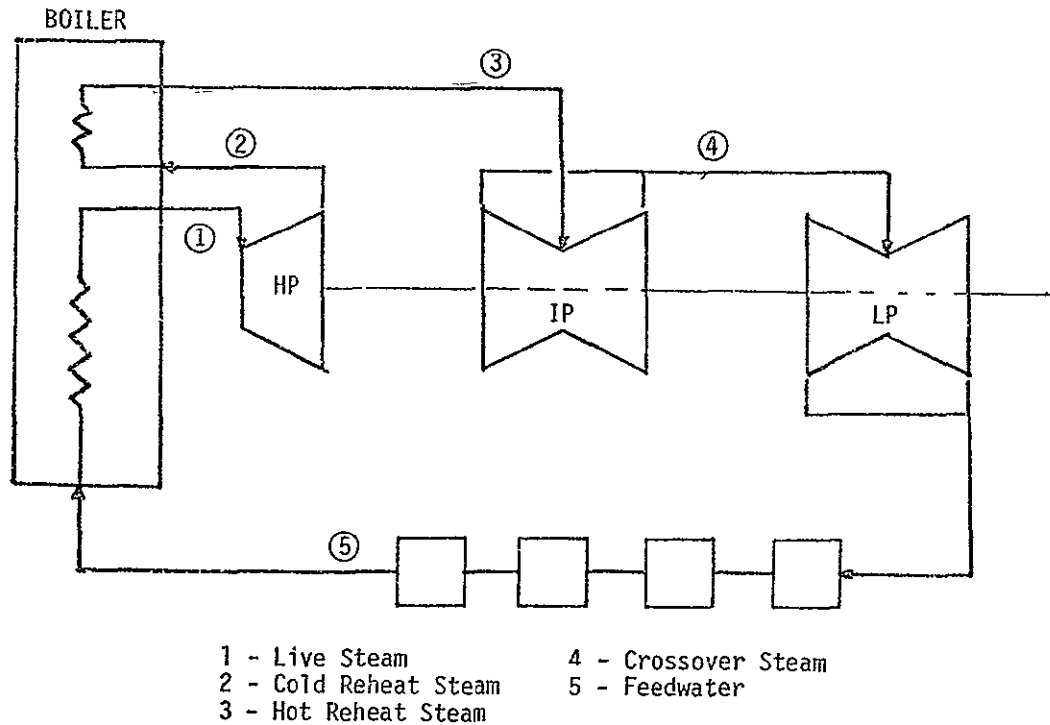 BOILER
③
②
④
①
HP
IP
LP
⑤
1 - Live Steam
2 - Cold Reheat Steam
3 - Hot Reheat Steam
4 - Crossover Steam
5 - Feedwater